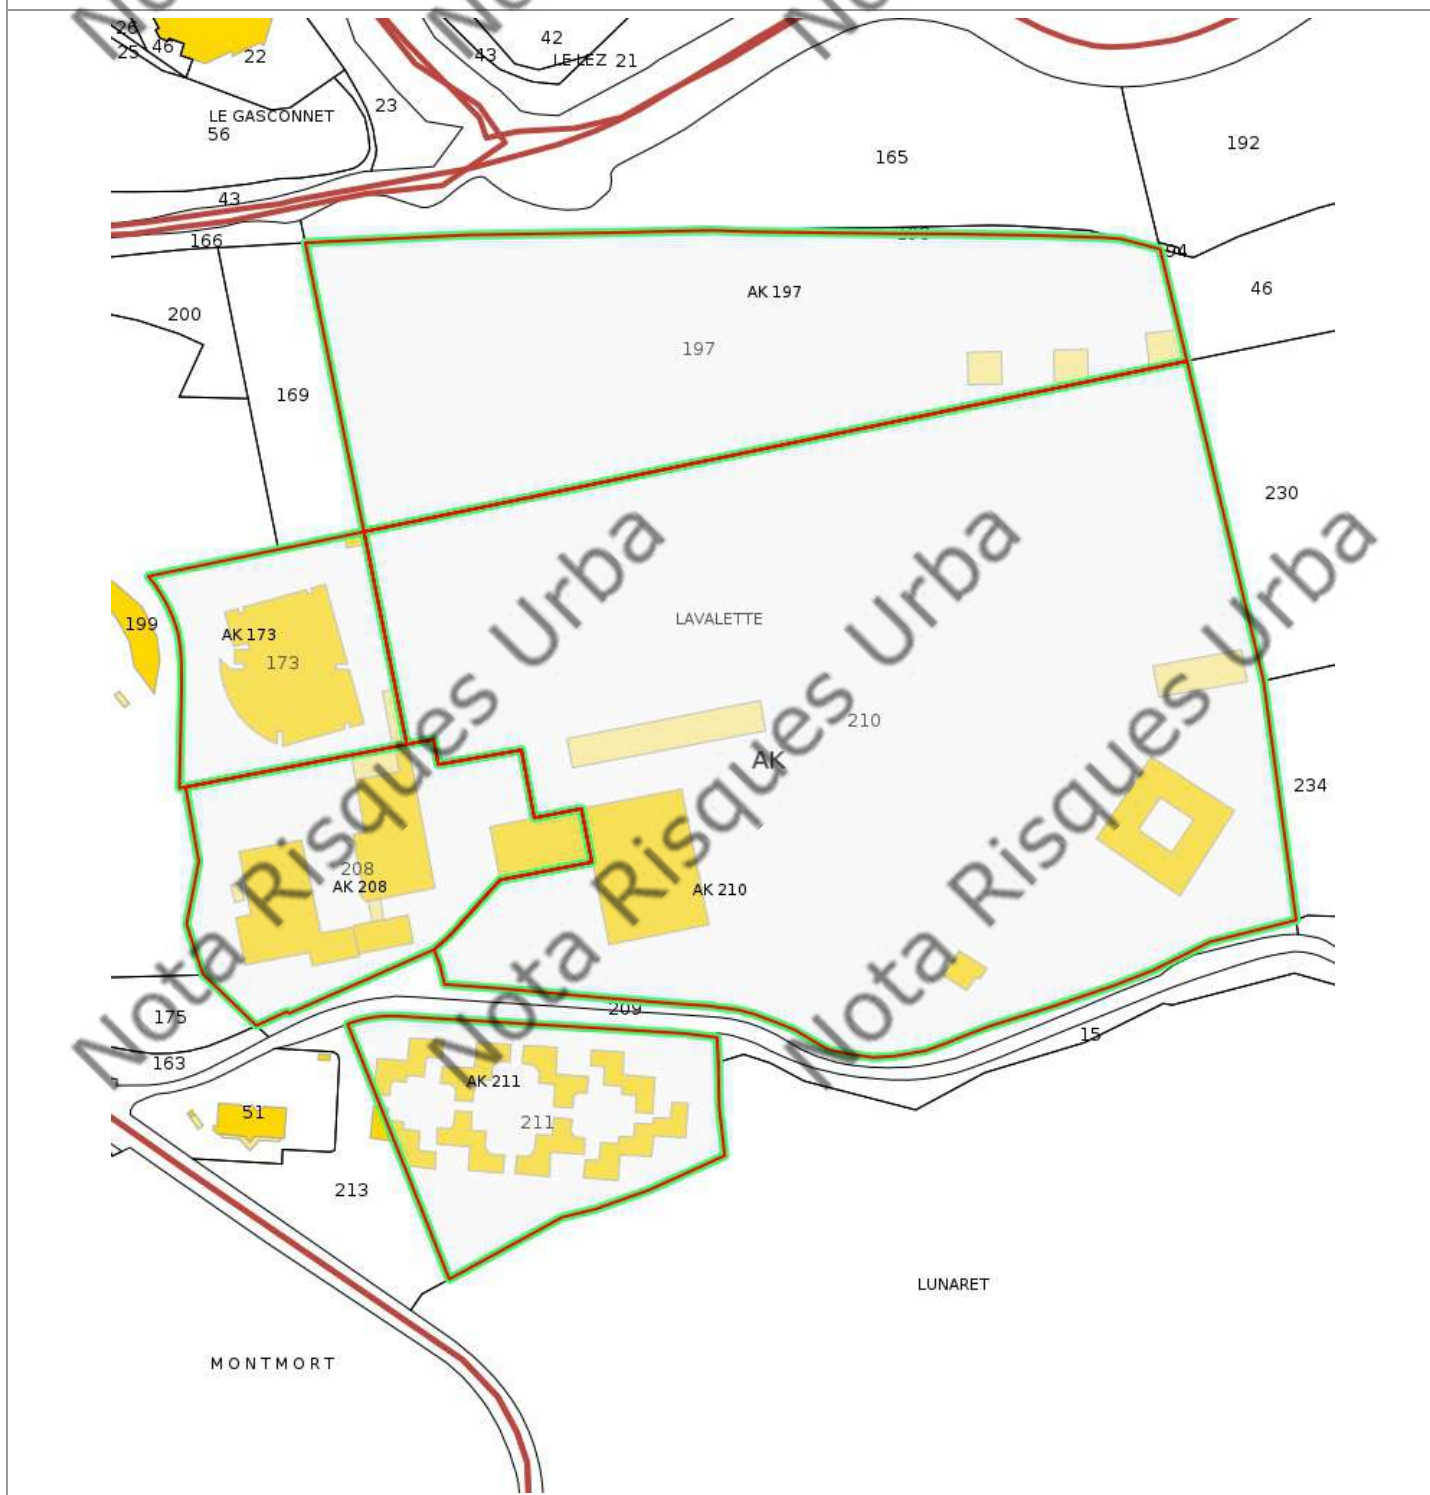 26
25
46
22
42
43
LE LEZ 21
23
LE GASCONNET
56
165
192
43
166
94
AK 197
46
200
197
169
230
199
LAVALETTE
AK 173
173
210
AK
234
208
AK 208
AK 210
175
209
163
15
AK 211
51
211
213
LUNARET
MONTMORT
Nota Risques Urba
Nota Risques Urba
Nota Risques Urba
No
No
No